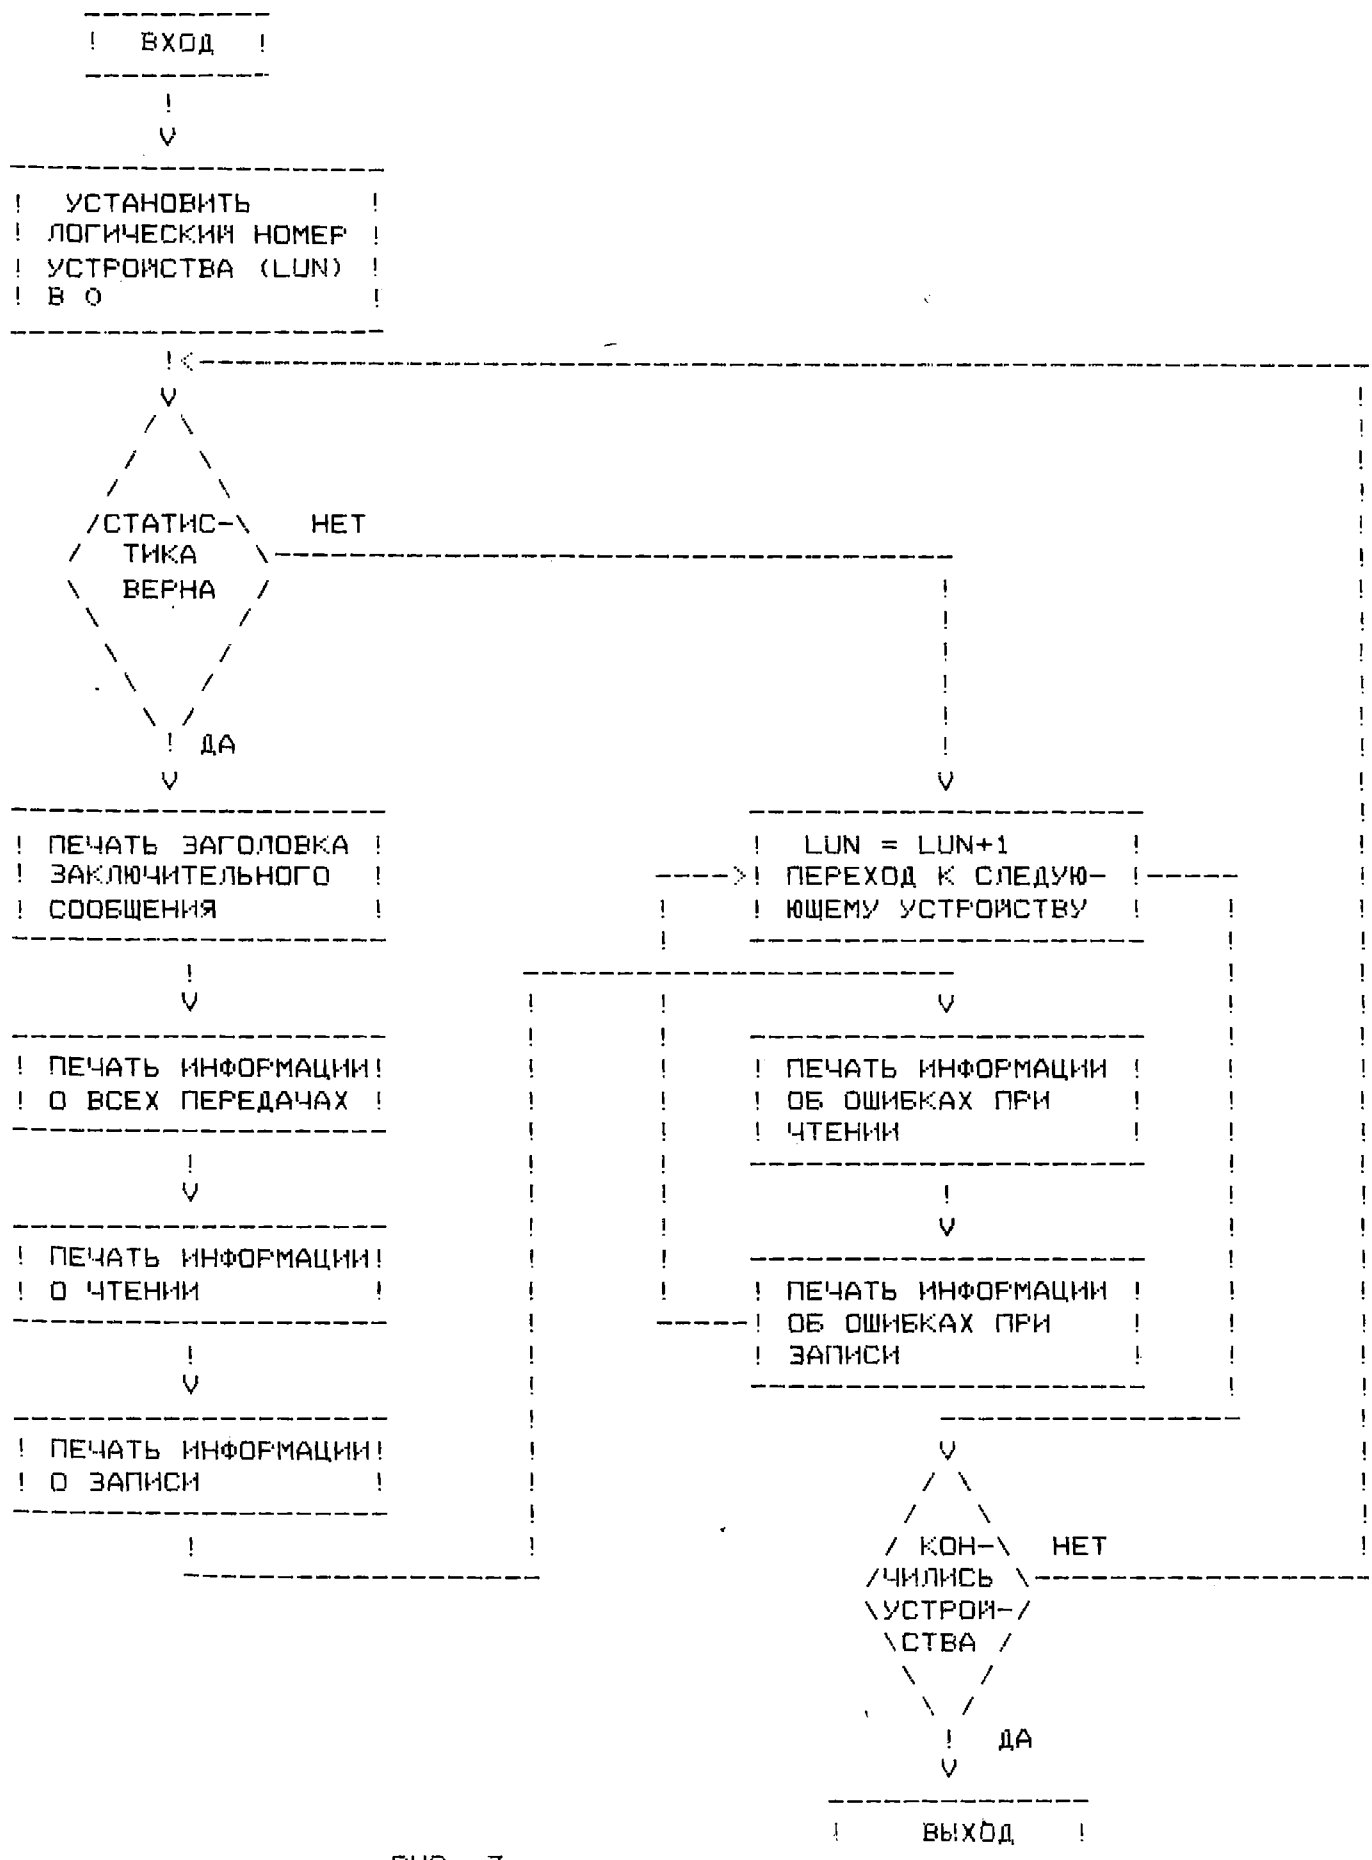 ВХОД
УСТАНОВИТЬ
ЛОГИЧЕСКИЙ НОМЕР
УСТРОЙСТВА (LUN)
В 0
СТАТИС-
ТИКА
ВЕРНА
НЕТ
ДА
ПЕЧАТЬ ЗАГОЛОВКА
ЗАКЛЮЧИТЕЛЬНОГО
СООБЩЕНИЯ
LUN = LUN+1
ПЕРЕХОД К СЛЕДУЮ-
ЮЩЕМУ УСТРОЙСТВУ
ПЕЧАТЬ ИНФОРМАЦИИ
О ВСЕХ ПЕРЕДАЧАХ
ПЕЧАТЬ ИНФОРМАЦИИ
ОБ ОШИБКАХ ПРИ
ЧТЕНИИ
ПЕЧАТЬ ИНФОРМАЦИИ
О ЧТЕНИИ
ПЕЧАТЬ ИНФОРМАЦИИ
ОБ ОШИБКАХ ПРИ
ЗАПИСИ
ПЕЧАТЬ ИНФОРМАЦИИ
О ЗАПИСИ
КОН-
ЧИЛИСЬ
УСТРОЙ-
СТВА
НЕТ
ДА
ВЫХОД